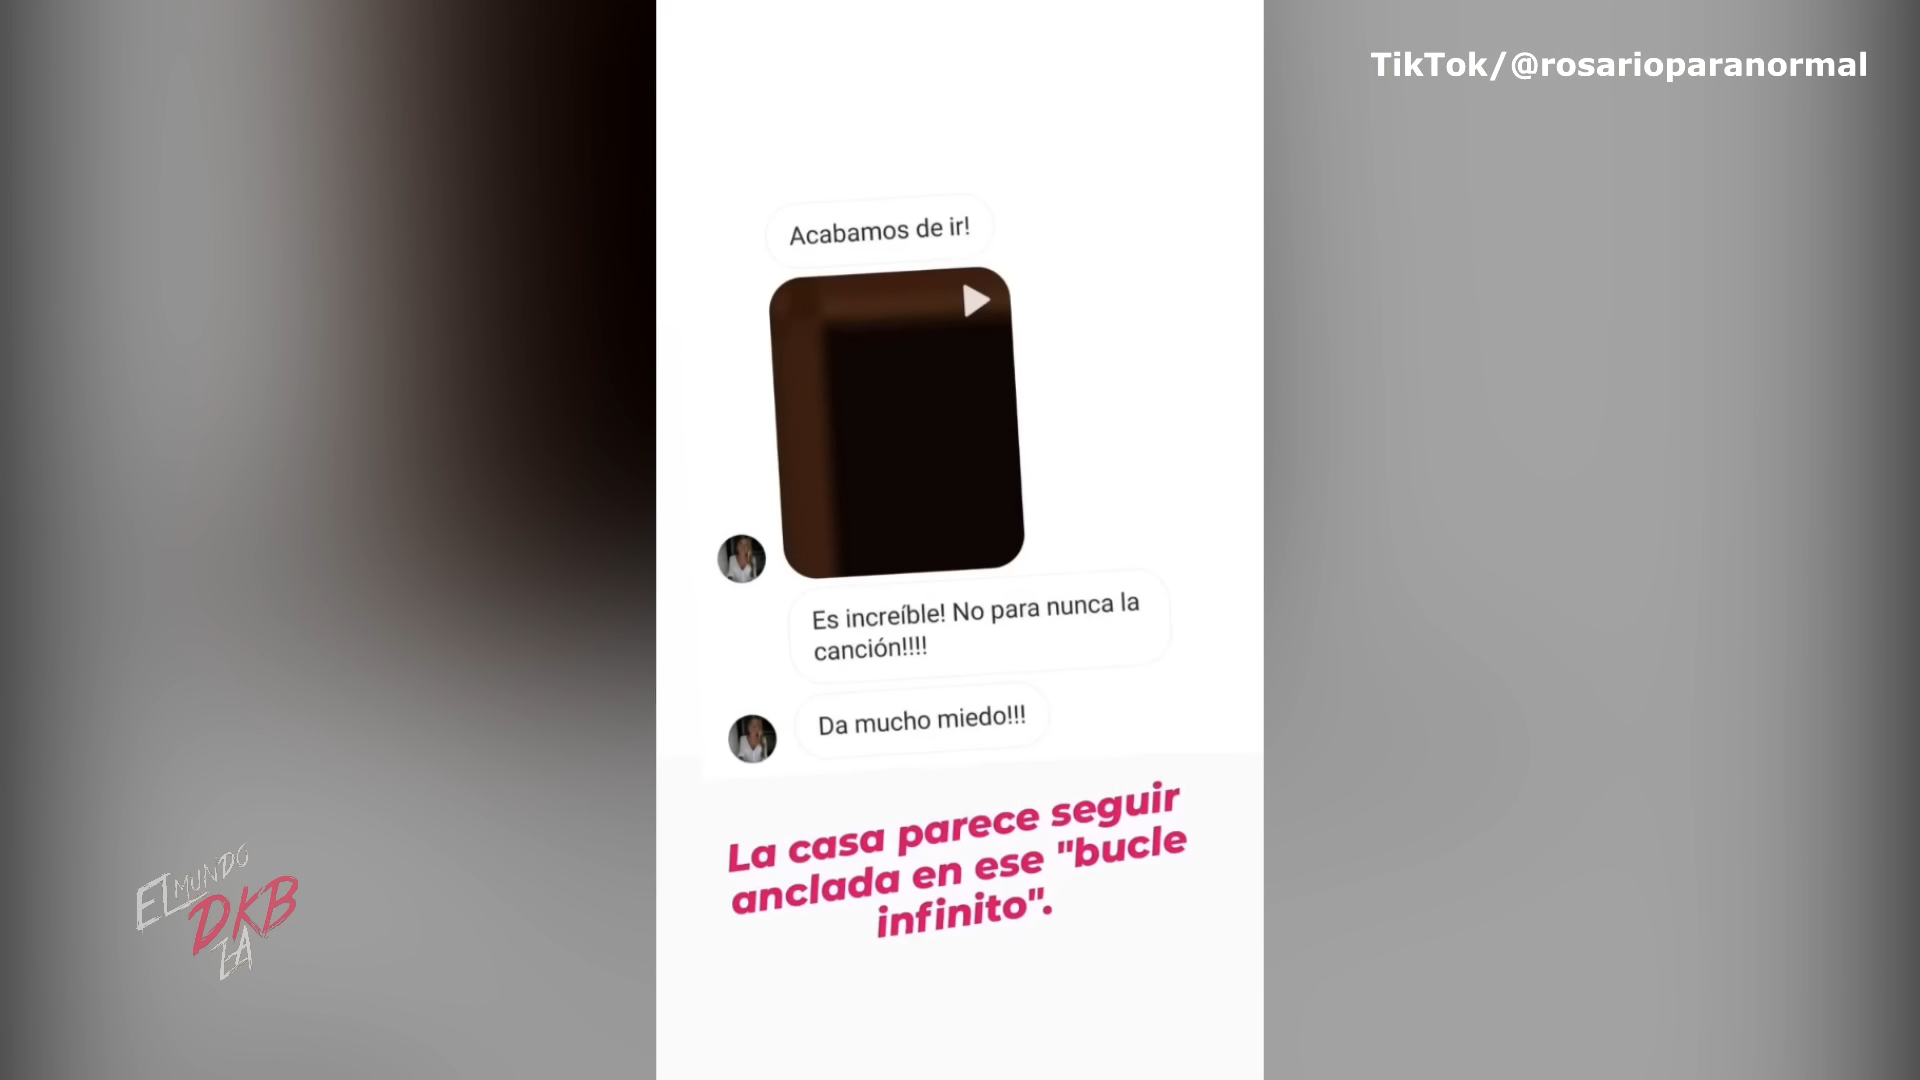 TikTok/@rosarioparanormal
Acabamos de ir!
Es increíble! No para nunca la
canción!!!!
Da mucho miedo!!!
La casa parece seguir
anclada en ese "bucle
infinito".
EL MUNDO
DKB
ZA